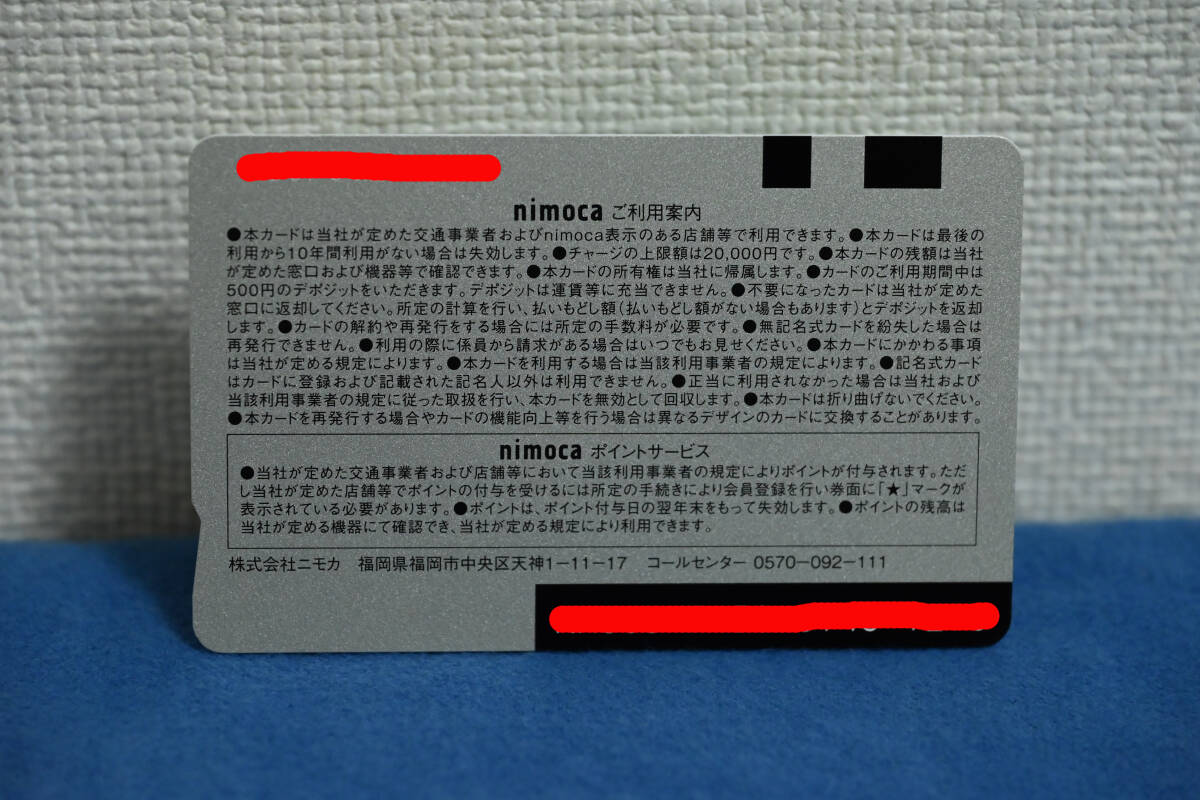 nimoca ご利用案内
●本カードは当社が定めた交通事業者およびnimoca表示のある店舗等で利用できます。●本カードは最後の
利用から10年間利用がない場合は失効します。●チャージの上限額は20,000円です。●本カードの残額は当社
が定めた窓口および機器等で確認できます。●本カードの所有権は当社に帰属します。●カードのご利用期間中は
500円のデポジットをいただきます。デポジットは運賃等に充当できません。●不要になったカードは当社が定めた
窓口に返却してください。所定の計算を行い、払いもどし額（払いもどし額がない場合もあります）とデポジットを返却
します。●カードの解約や再発行をする場合には所定の手数料が必要です。●無記名式カードを紛失した場合は
再発行できません。●利用の際に係員から請求がある場合はいつでもお見せください。●本カードにかかわる事項
は当社が定める規定によります。●本カードを利用する場合は当該利用事業者の規定によります。●記名式カード
はカードに登録および記載された記名人以外は利用できません。●正当に利用されなかった場合は当社および
当該利用事業者の規定に従った取扱を行い、本カードを無効として回収します。●本カードは折り曲げないでください。
●本カードを再発行する場合やカードの機能向上等を行う場合は異なるデザインのカードに交換することがあります。
nimoca ポイントサービス
●当社が定めた交通事業者および店舗等において当該利用事業者の規定によりポイントが付与されます。ただ
し当社が定めた店舗等でポイントの付与を受けるには所定の手続きにより会員登録を行い券面に「★」マークが
表示されている必要があります。●ポイントは、ポイント付与日の翌年末をもって失効します。●ポイントの残高は
当社が定める機器にて確認でき、当社が定める規定により利用できます。
株式会社ニモカ 福岡県福岡市中央区天神1-11-17 コールセンター 0570-092-111